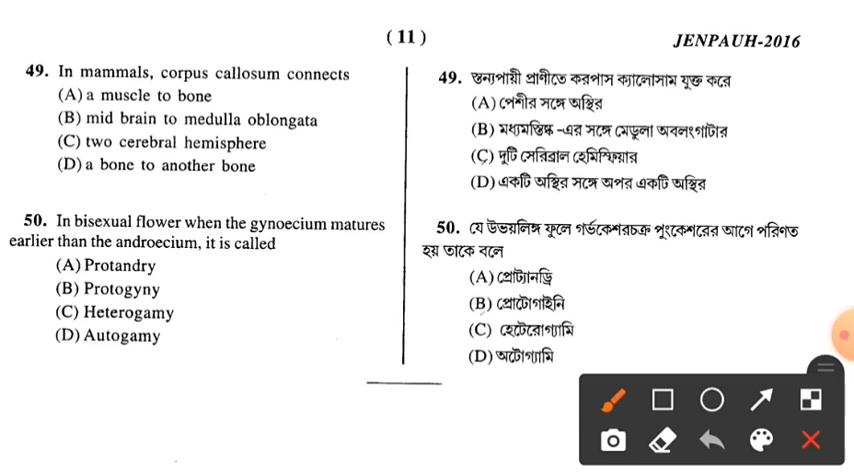 ( 11 )
JENPAUH-2016
49. In mammals, corpus callosum connects
(A) a muscle to bone
(B) mid brain to medulla oblongata
(C) two cerebral hemisphere
(D) a bone to another bone
50. In bisexual flower when the gynoecium matures
earlier than the androecium, it is called
(A) Protandry
(B) Protogyny
(C) Heterogamy
(D) Autogamy
49. স্তন্যপায়ী প্রাণীতে করপাস ক্যালোসাম যুক্ত করে
(A) পেশীর সঙ্গে অস্থির
(B) মধ্যমস্তিষ্ক -এর সঙ্গে মেডুলা অবলংগাটার
(C) দুটি সেরিব্রাল হেমিস্ফিয়ার
(D) একটি অস্থির সঙ্গে অপর একটি অস্থির
50. যে উভয়লিঙ্গ ফুলে গর্ভকেশরচক্র পুংকেশরের আগে পরিণত
হয় তাকে বলে
(A) প্রোট্যানড্রি
(B) প্রোটোগাইনি
(C) হেটেরোগ্যামি
(D) অটোগ্যামি